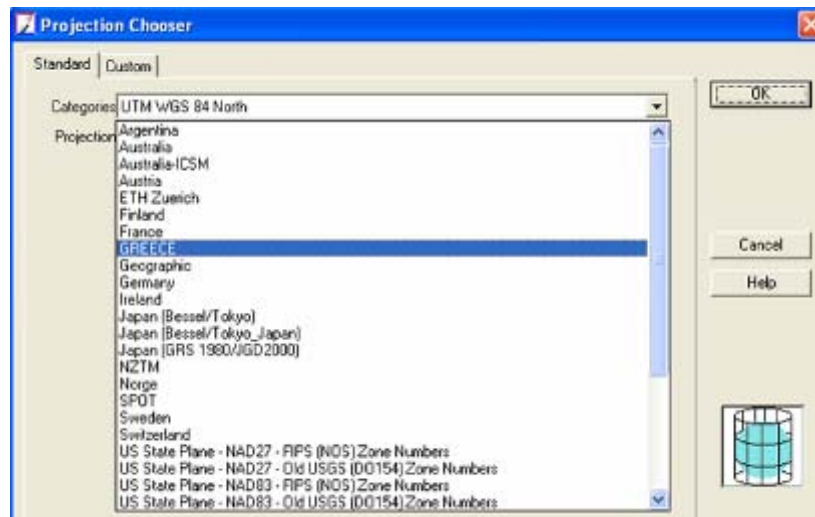 Projection Chooser
Standard Custom
Categories UTM WGS 84 North
OK
Projection
Argentina
Australia
Australia-ICSM
Austria
ETH Zuerich
Finland
France
GREECE
Geographic
Germany
Ireland
Japan (Bessel/Tokyo)
Japan (Bessel/Tokyo_Japan)
Japan (GRS 1980/JGD2000)
NZTM
Norge
SPOT
Sweden
Switzerland
US State Plane - NAD27 - FIPS (NOS) Zone Numbers
US State Plane - NAD27 - Old USGS (DO154) Zone Numbers
US State Plane - NAD83 - FIPS (NOS) Zone Numbers
US State Plane - NAD83 - Old USGS (DO154) Zone Numbers
Cancel
Help